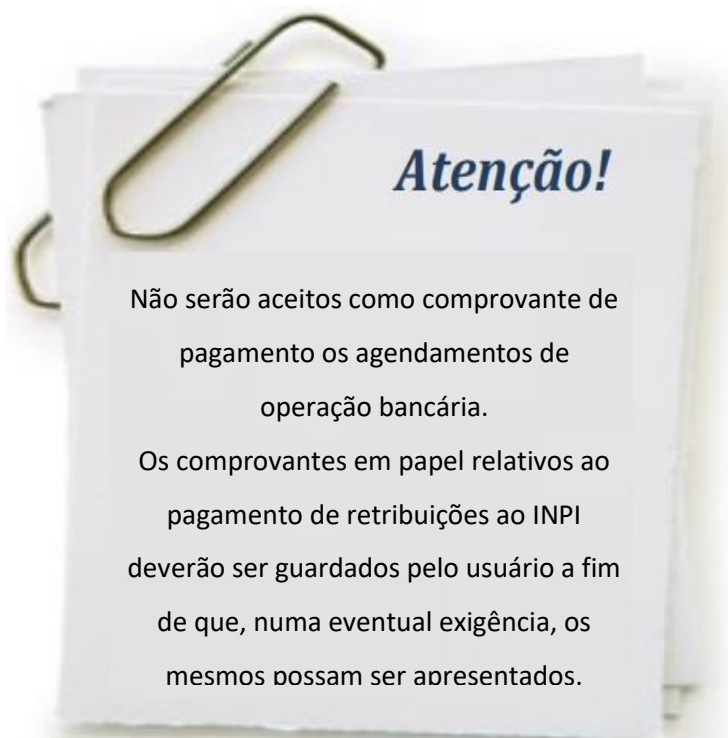 Atenção!
Não serão aceitos como comprovante de
pagamento os agendamentos de
operação bancária.
Os comprovantes em papel relativos ao
pagamento de retribuições ao INPI
deverão ser guardados pelo usuário a fim
de que, numa eventual exigência, os
mesmos possam ser apresentados.